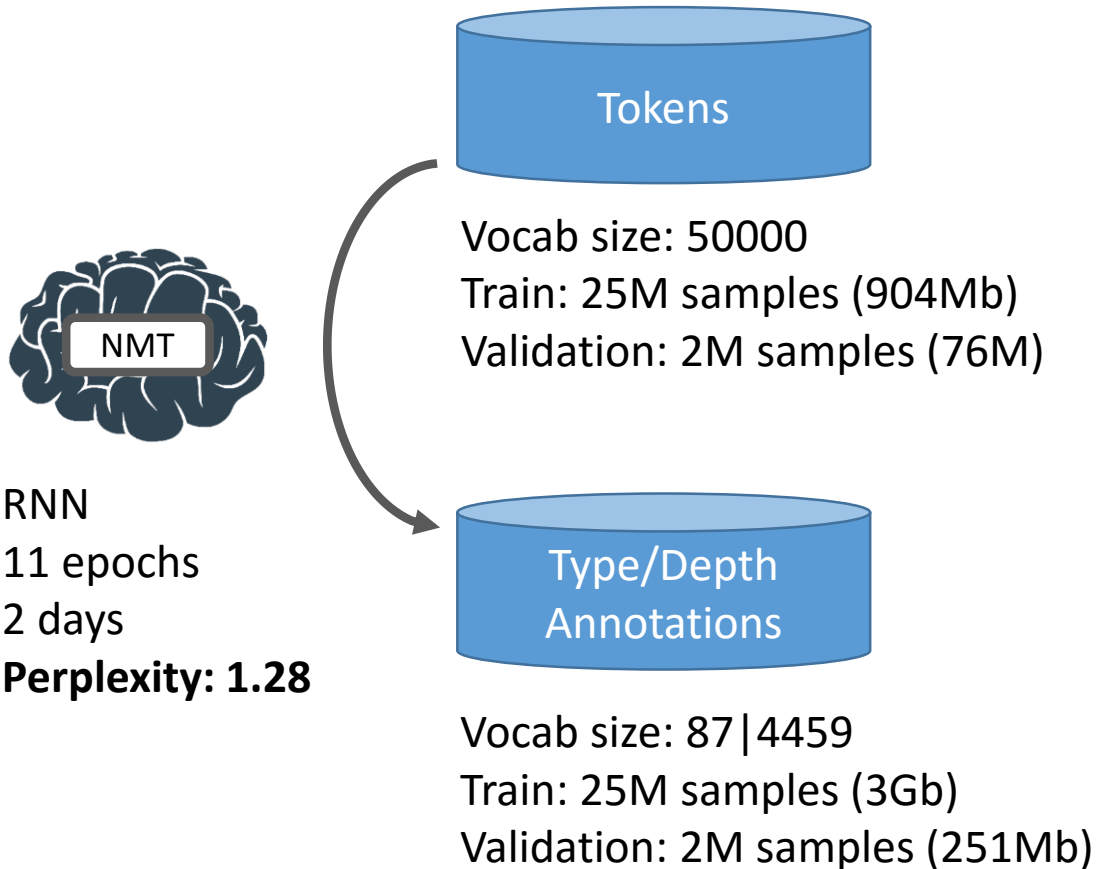 Tokens
Vocab size: 50000
Train: 25M samples (904Mb)
Validation: 2M samples (76M)
NMT
RNN
11 epochs
2 days
Perplexity: 1.28
Type/Depth
Annotations
Vocab size: 87|4459
Train: 25M samples (3Gb)
Validation: 2M samples (251Mb)